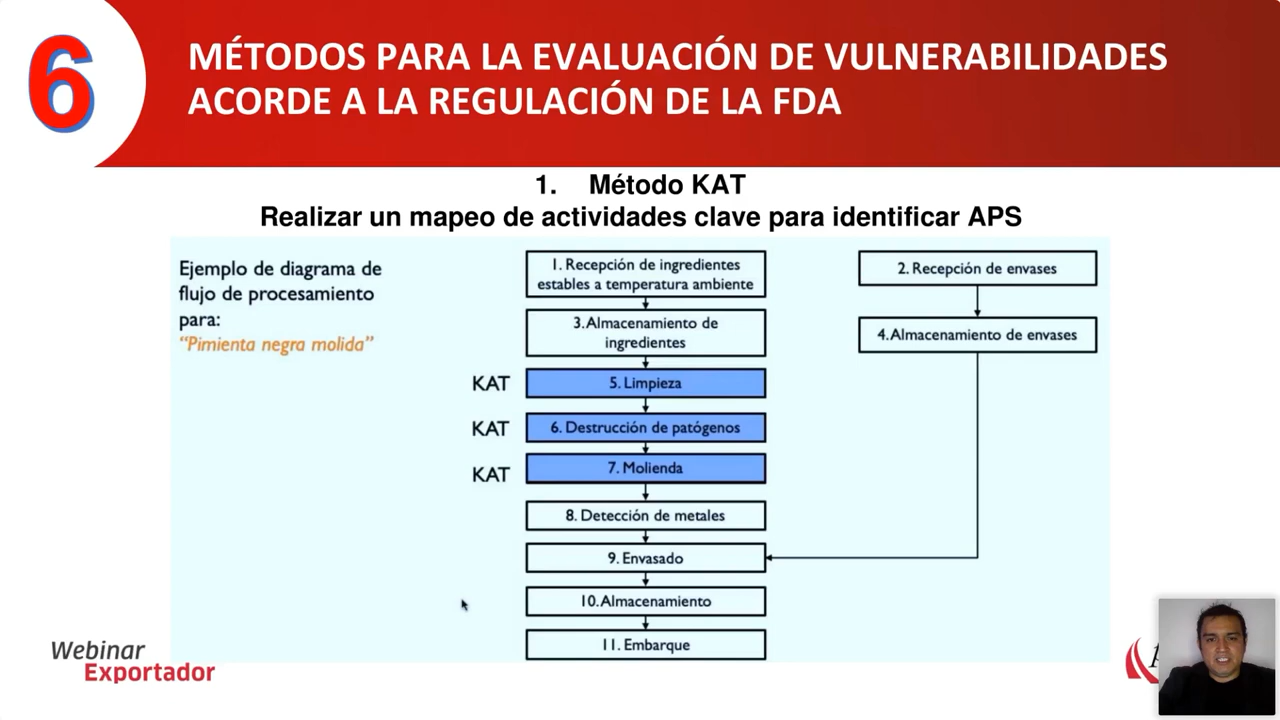 6
MÉTODOS PARA LA EVALUACIÓN DE VULNERABILIDADES
ACORDE A LA REGULACIÓN DE LA FDA
1. Método KAT
Realizar un mapeo de actividades clave para identificar APS
Ejemplo de diagrama de
flujo de procesamiento
para:
“Pimienta negra molida”
1. Recepción de ingredientes
estables a temperatura ambiente
2. Recepción de envases
3. Almacenamiento de
ingredientes
4. Almacenamiento de envases
KAT
5. Limpieza
KAT
6. Destrucción de patógenos
KAT
7. Molienda
8. Detección de metales
9. Envasado
10. Almacenamiento
11. Embarque
Webinar
Exportador